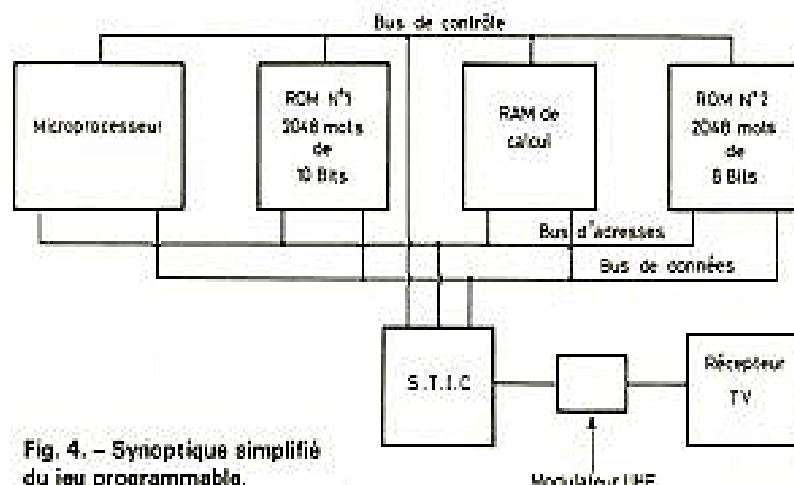 Bus de contrôle
Microprocesseur
ROM N°1
2048 mots
de
10 Bits
RAM de
calcul
ROM N°2
2048 mots
de
8 Bits
Bus d'adresses
Bus de données
S.T.I.C
Récepteur
TV
Fig. 4. – Synoptique simplifié
du jeu programmable.
Modulateur UHF